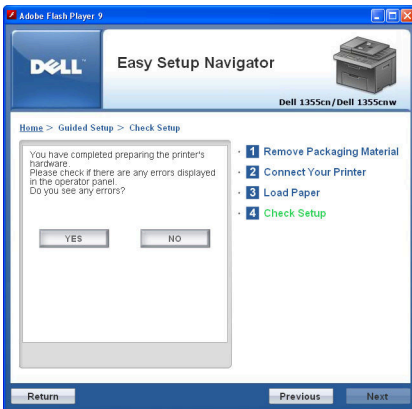 Adobe Flash Player 9
DELL™
Easy Setup Navigator
Dell 1355cn/Dell 1355cnw
Home > Guided Setup > Check Setup
You have completed preparing the printer's
hardware.
Please check if there are any errors displayed
in the operator panel.
Do you see any errors?
YES
NO
· 1 Remove Packaging Material
· 2 Connect Your Printer
· 3 Load Paper
· 4 Check Setup
Return
Previous
Next